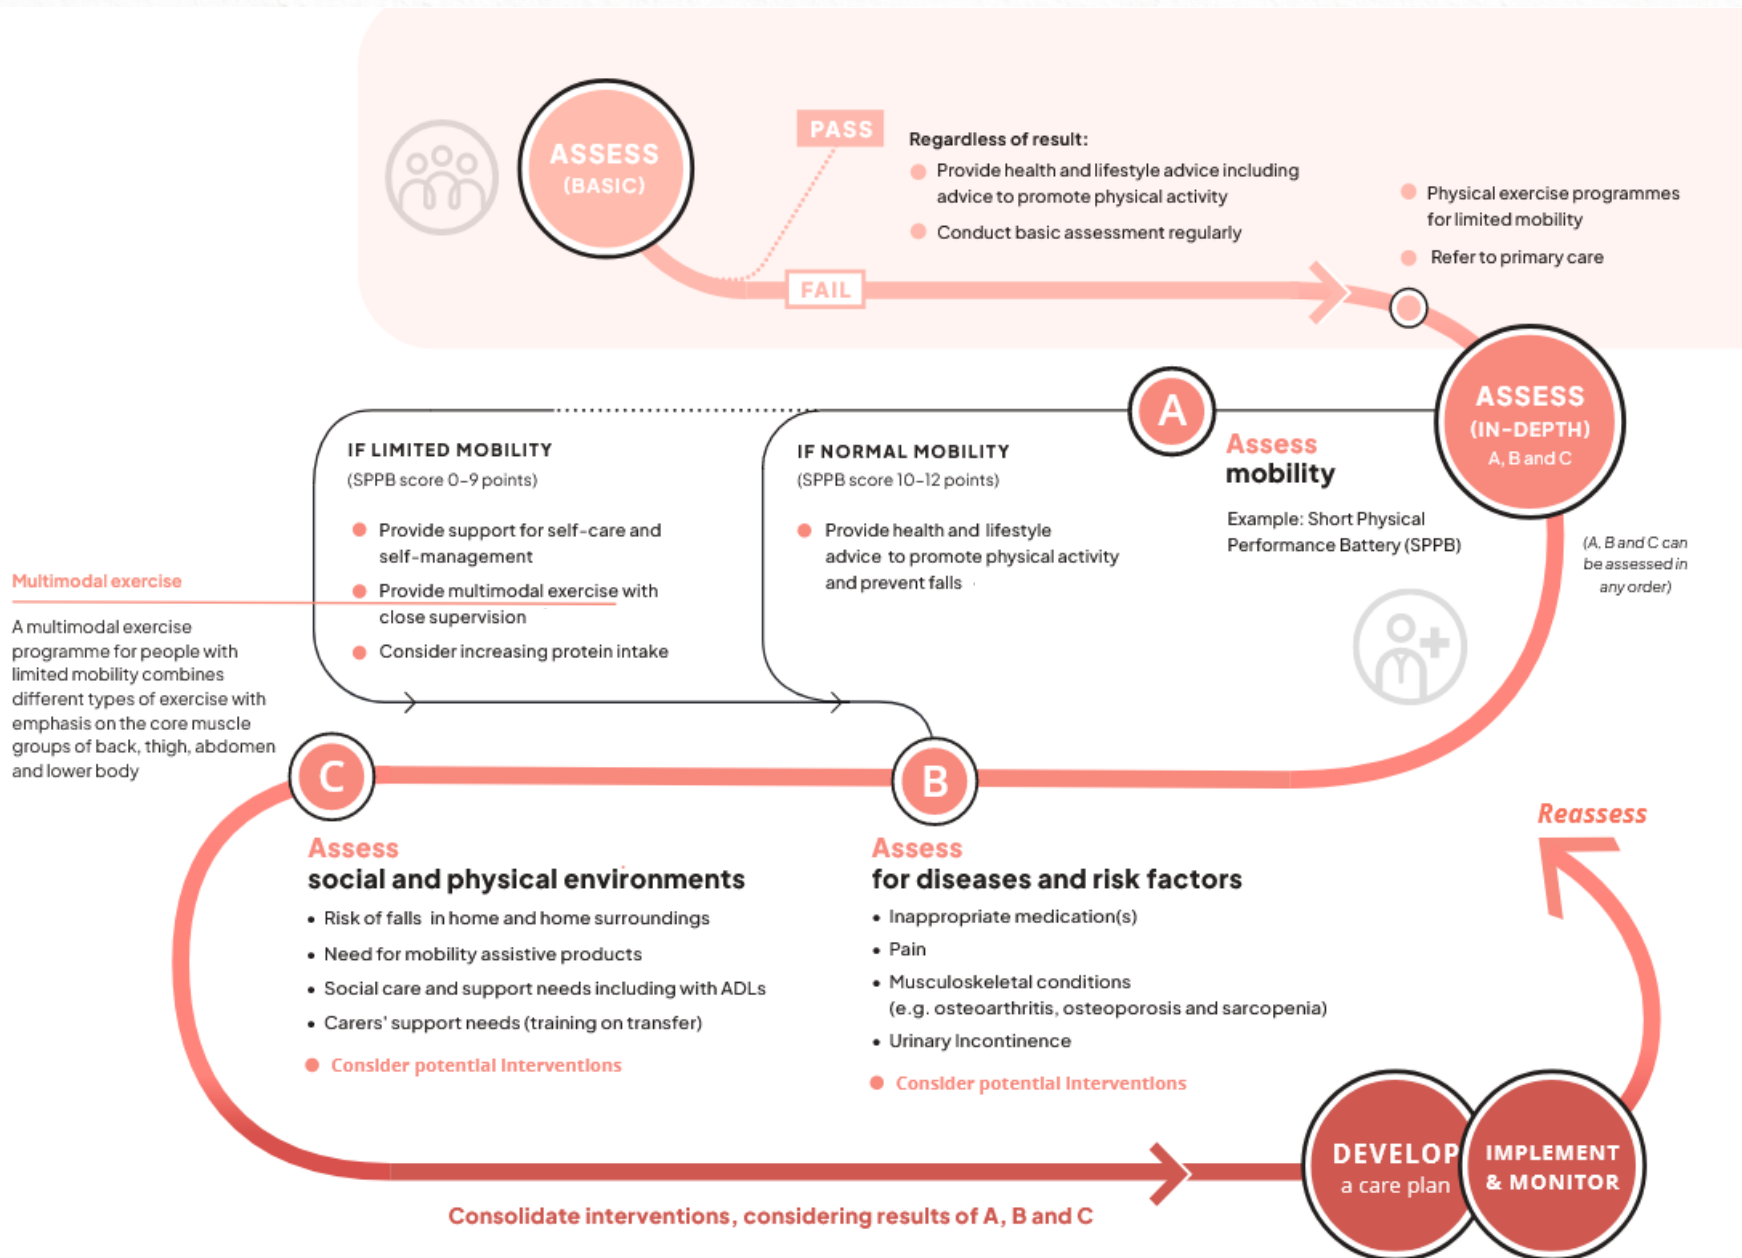 ASSESS
(BASIC)
PASS
FAIL
Regardless of result:
Provide health and lifestyle advice including
advice to promote physical activity
Conduct basic assessment regularly
Physical exercise programmes
for limited mobility
Refer to primary care
ASSESS
(IN-DEPTH)
A, B and C
(A, B and C can
be assessed in
any order)
A
Assess
mobility
Example: Short Physical
Performance Battery (SPPB)
IF NORMAL MOBILITY
(SPPB score 10-12 points)
Provide health and lifestyle
advice to promote physical activity
and prevent falls
IF LIMITED MOBILITY
(SPPB score 0-9 points)
Provide support for self-care and
self-management
Provide multimodal exercise with
close supervision
Consider increasing protein intake
Multimodal exercise
A multimodal exercise
programme for people with
limited mobility combines
different types of exercise with
emphasis on the core muscle
groups of back, thigh, abdomen
and lower body
B
Assess
for diseases and risk factors
• Inappropriate medication(s)
• Pain
• Musculoskeletal conditions
(e.g. osteoarthritis, osteoporosis and sarcopenia)
• Urinary Incontinence
Consider potential interventions
C
Assess
social and physical environments
• Risk of falls in home and home surroundings
• Need for mobility assistive products
• Social care and support needs including with ADLs
• Carers' support needs (training on transfer)
Consider potential interventions
Consolidate interventions, considering results of A, B and C
DEVELOP
a care plan
IMPLEMENT
& MONITOR
Reassess